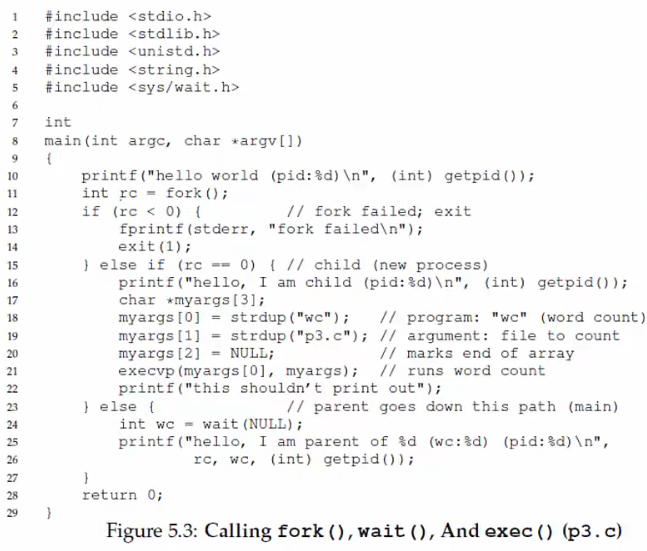 1 #include <stdio.h>
2 #include <stdlib.h>
3 #include <unistd.h>
4 #include <string.h>
5 #include <sys/wait.h>
6
7 int
8 main(int argc, char *argv[])
9 {
10 printf("hello world (pid:%d)\n", (int) getpid());
11 int rc = fork();
12 if (rc < 0) { // fork failed; exit
13 fprintf(stderr, "fork failed\n");
14 exit(1);
15 } else if (rc == 0) { // child (new process)
16 printf("hello, I am child (pid:%d)\n", (int) getpid());
17 char *myargs[3];
18 myargs[0] = strdup("wc"); // program: "wc" (word count)
19 myargs[1] = strdup("p3.c"); // argument: file to count
20 myargs[2] = NULL; // marks end of array
21 execvp(myargs[0], myargs); // runs word count
22 printf("this shouldn't print out");
23 } else { // parent goes down this path (main)
24 int wc = wait(NULL);
25 printf("hello, I am parent of %d (wc:%d) (pid:%d)\n",
26 rc, wc, (int) getpid());
27 }
28 return 0;
29 }
Figure 5.3: Calling fork(), wait(), And exec() (p3.c)